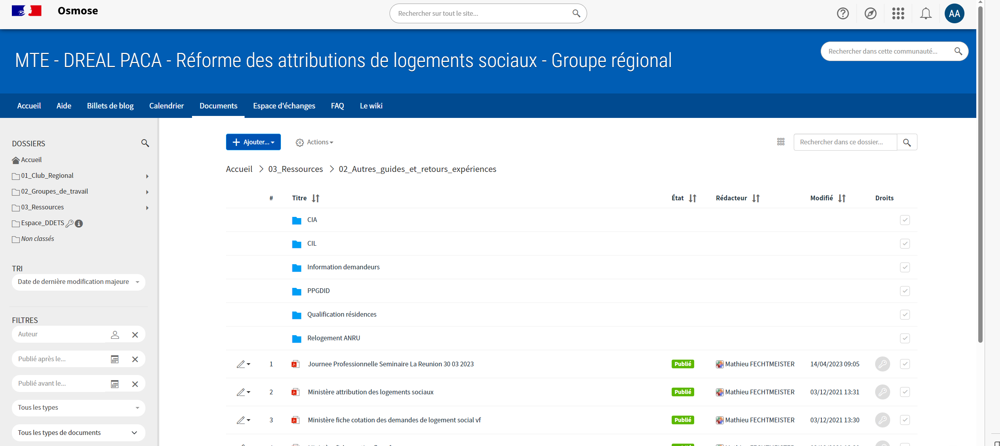 Osmose
Rechercher sur tout le site...
AA
MTE - DREAL PACA - Réforme des attributions de logements sociaux - Groupe régional
Rechercher dans cette communauté...
Accueil Aide Billets de blog Calendrier Documents Espace d'échanges FAQ Le wiki
DOSSIERS
Accueil
01_Club_Regional
02_Groupes_de_travail
03_Ressources
Espace_DDETS
Non classés
TRI
Date de dernière modification majeure
FILTRES
Auteur
Publié après le...
Publié avant le...
Tous les types
Tous les types de documents
Ajouter... Actions
Rechercher dans ce dossier...
Accueil > 03_Ressources > 02_Autres_guides_et_retours_expériences
# Titre État Rédacteur Modifié Droits
CIA
CIL
Information demandeurs
PPGDID
Qualification résidences
Relogement ANRU
1 Journee Professionnelle Seminaire La Reunion 30 03 2023 Publié Mathieu FECHTMEISTER 14/04/2023 09:05
2 Ministère attribution des logements sociaux Publié Mathieu FECHTMEISTER 03/12/2021 13:31
3 Ministère fiche cotation des demandes de logement social vf Publié Mathieu FECHTMEISTER 03/12/2021 13:30